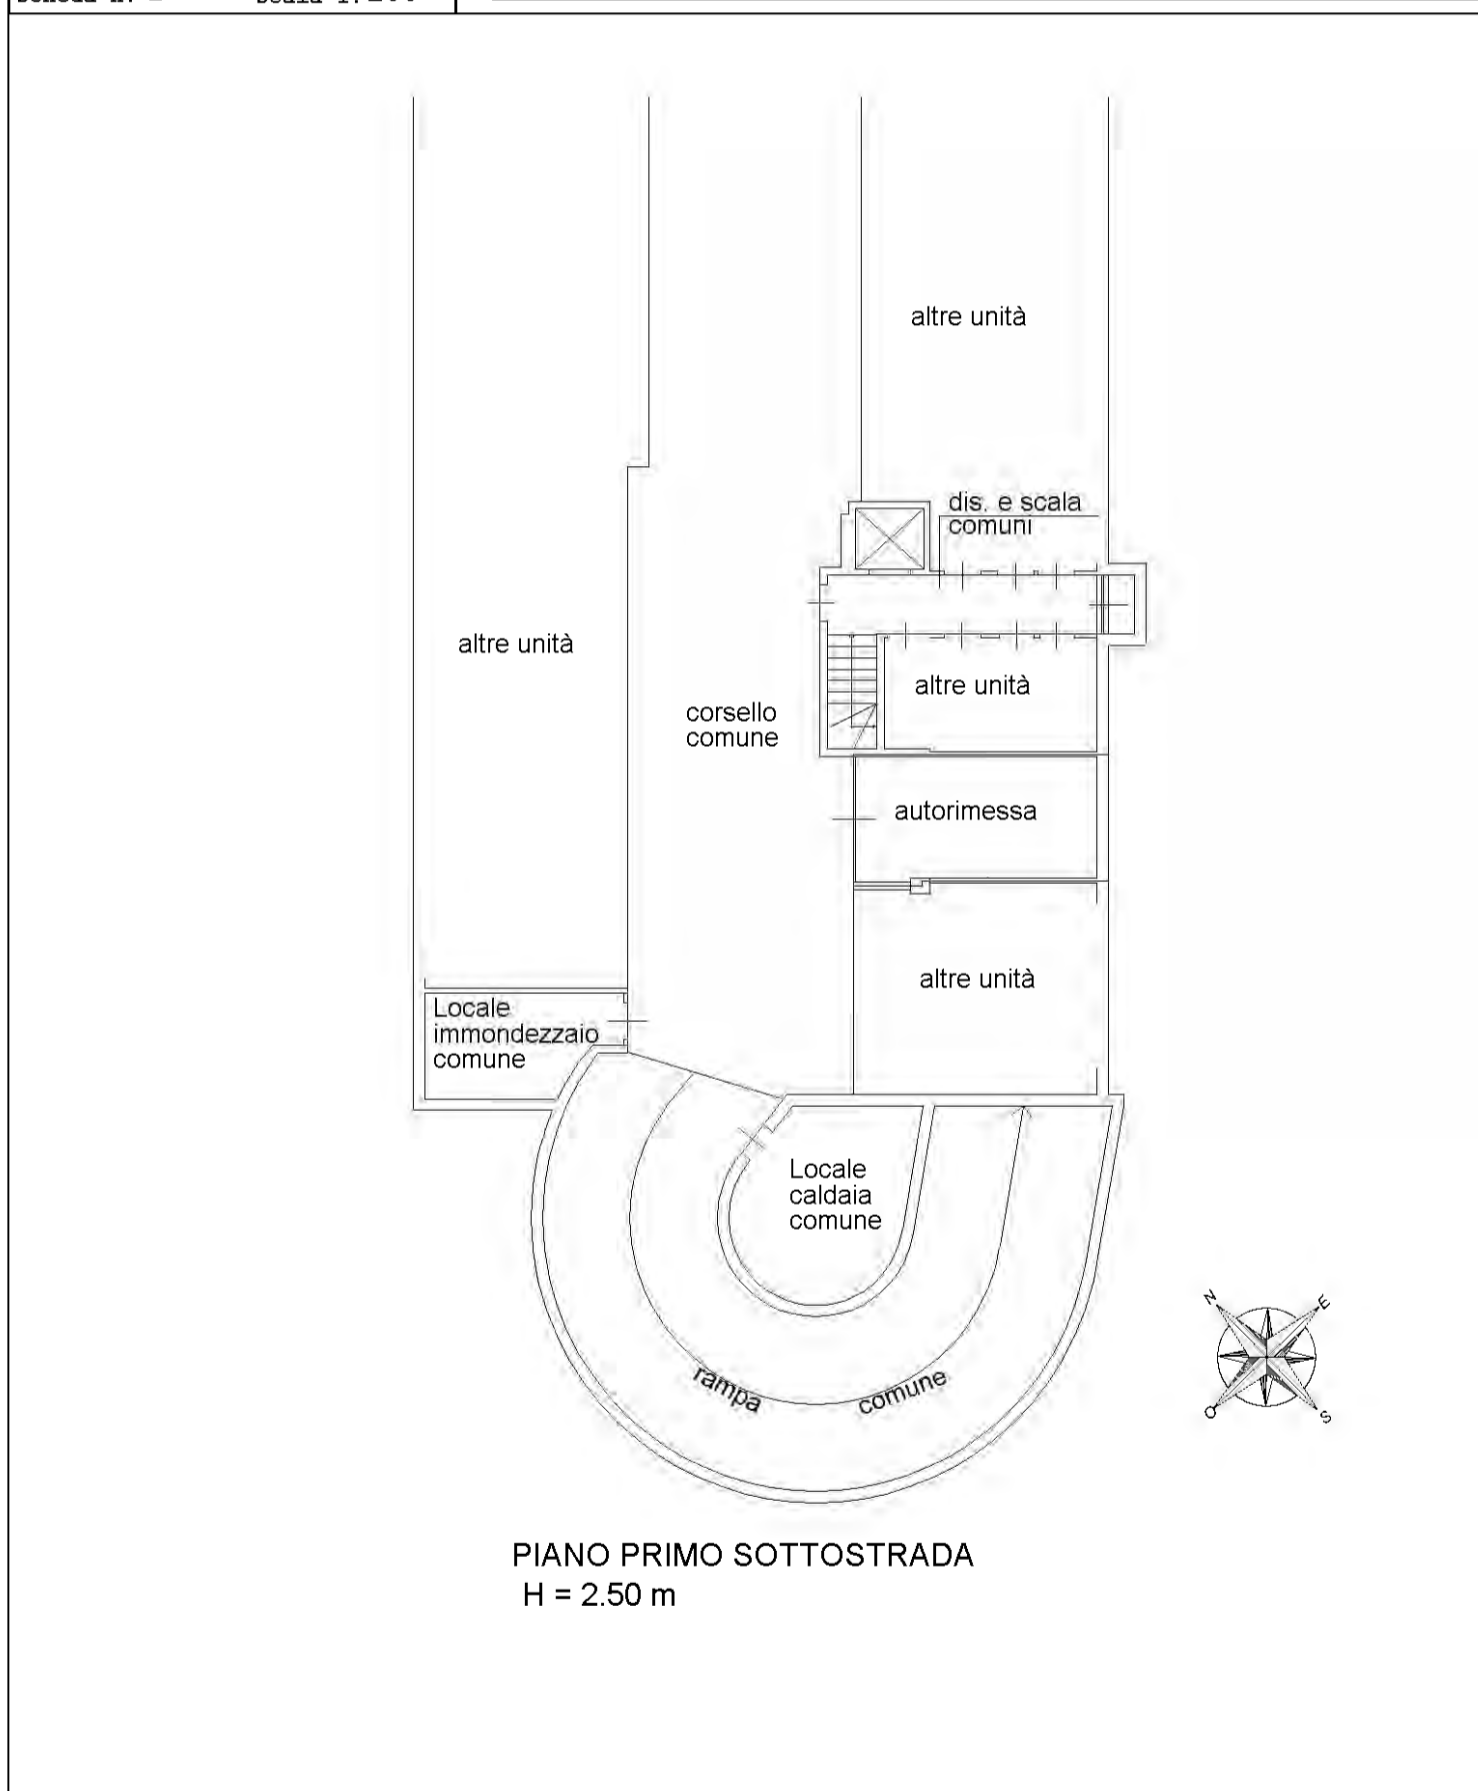 altre unità
dis. e scala
comuni
altre unità
altre unità
corsello
comune
autorimessa
altre unità
Locale
immondezzaio
comune
Locale
caldaia
comune
N
E
O
S
rampa comune
PIANO PRIMO SOTTOSTRADA
H = 2.50 m